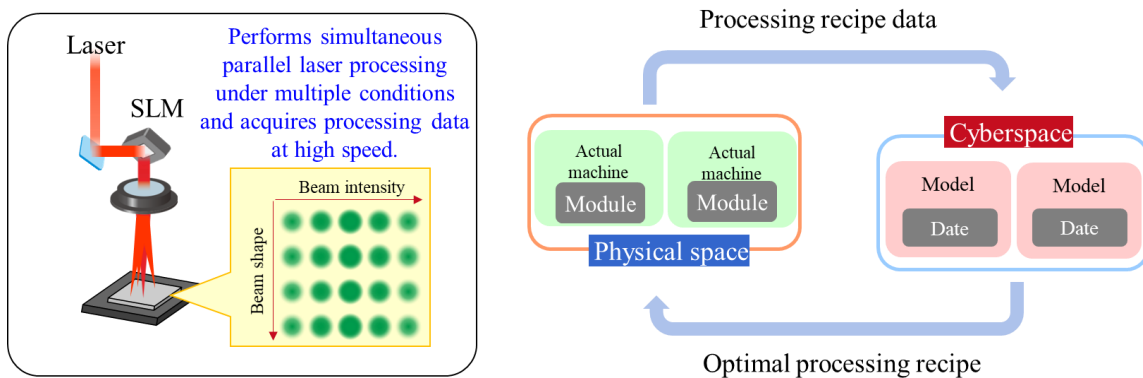 Laser
SLM
Performs simultaneous
parallel laser processing
under multiple conditions
and acquires processing data
at high speed.
Beam intensity
Beam shape
Processing recipe data
Actual
machine
Module
Actual
machine
Module
Physical space
Cyberspace
Model
Date
Model
Date
Optimal processing recipe